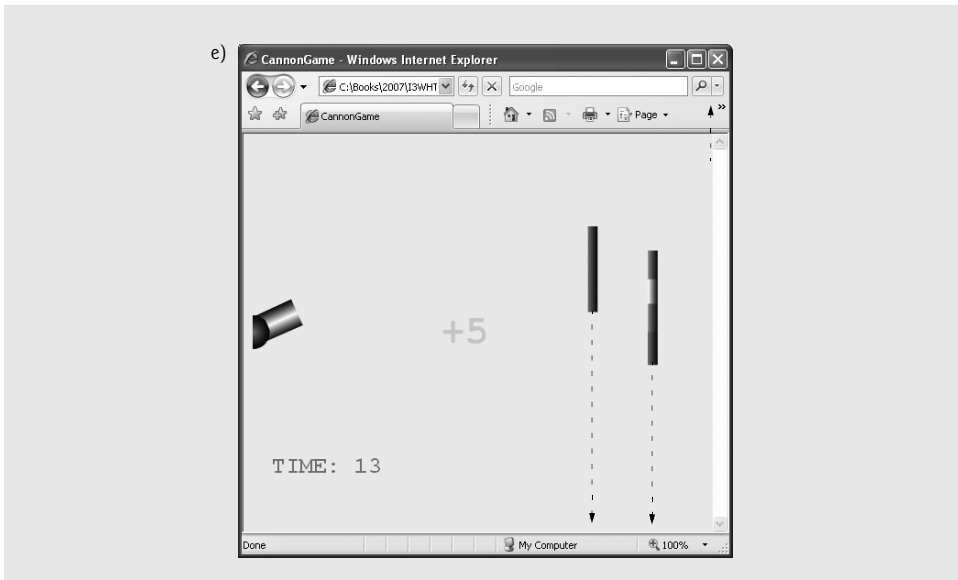 e)
CannonGame - Windows Internet Explorer
C:\Books\2007\I3WHT
Google
CannonGame
Page
»
+5
TIME: 13
Done
My Computer
100%